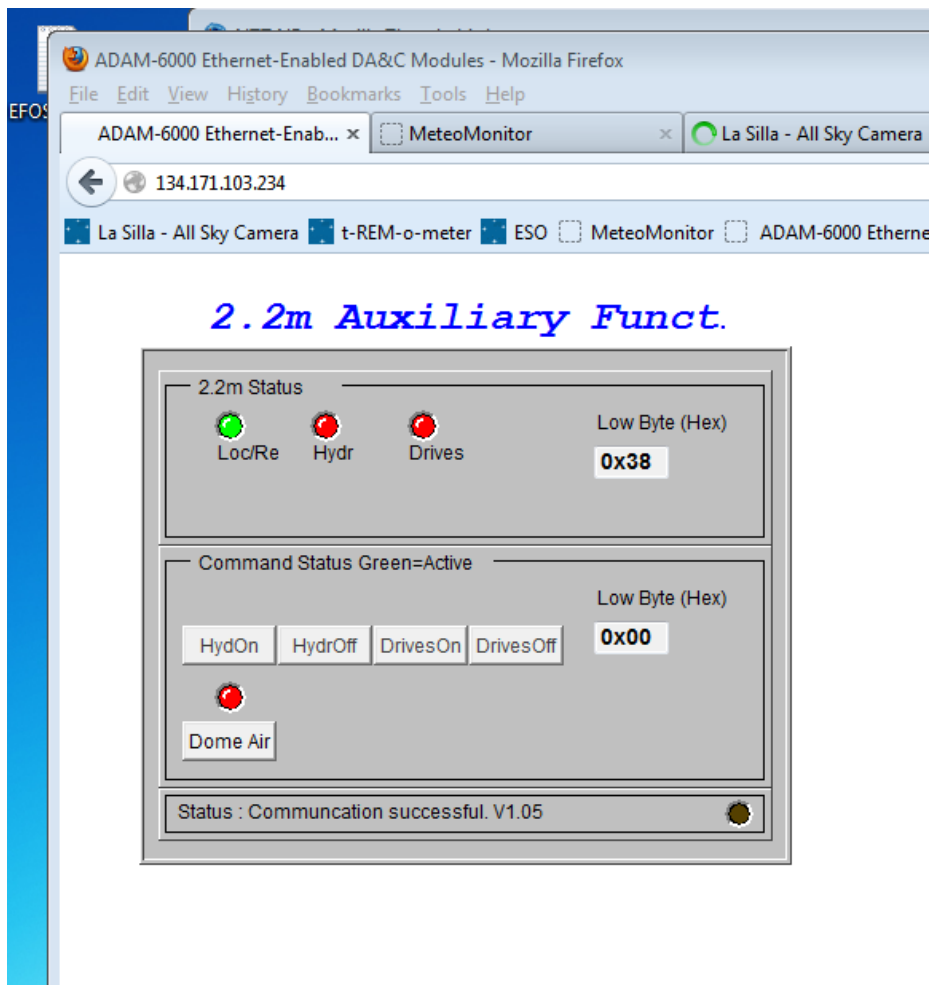 ADAM-6000 Ethernet-Enabled DA&C Modules - Mozilla Firefox
File Edit View History Bookmarks Tools Help
EFOS
ADAM-6000 Ethernet-Enab... × MeteoMonitor × La Silla - All Sky Camera
134.171.103.234
La Silla - All Sky Camera t-REM-o-meter ESO MeteoMonitor ADAM-6000 Etherne
2.2m Auxiliary Funct.
2.2m Status
Low Byte (Hex)
Loc/Re Hydr Drives
0x38
Command Status Green=Active
Low Byte (Hex)
0x00
HydOn HydrOff DrivesOn DrivesOff
Dome Air
Status : Communcation successful. V1.05